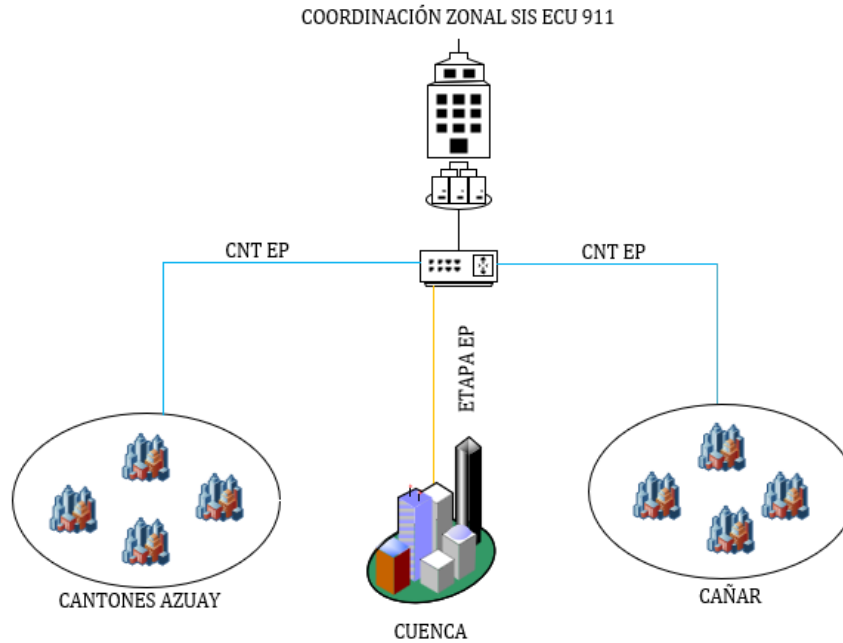 COORDINACIÓN ZONAL SIS ECU 911
CNT EP
CNT EP
ETAPA EP
CANTONES AZUAY
CUENCA
CAÑAR